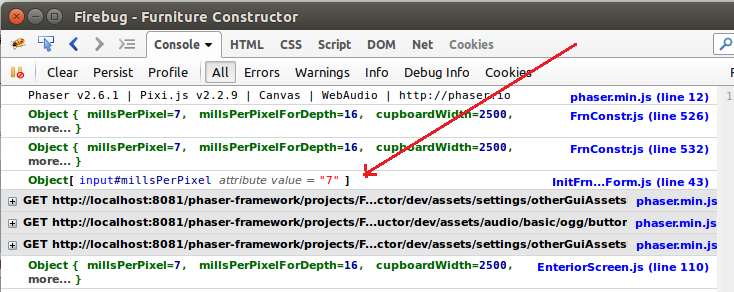 Firebug - Furniture Constructor
Console HTML CSS Script DOM Net Cookies
Clear Persist Profile All Errors Warnings Info Debug Info Cookies
Phaser v2.6.1 | Pixi.js v2.2.9 | Canvas | WebAudio | http://phaser.io phaser.min.js (line 12) 1
Object { millsPerPixel=7, millsPerPixelForDepth=16, cupboardWidth=2500, FrnConstr.js (line 526)
more... }
Object { millsPerPixel=7, millsPerPixelForDepth=16, cupboardWidth=2500, FrnConstr.js (line 532)
more... }
Object[ input#millsPerPixel attribute value = "7" ] InitFrn...Form.js (line 43)
GET http://localhost:8081/phaser-framework/projects/F...ctor/dev/assets/settings/otherGuiAssets phaser.min.js
GET http://localhost:8081/phaser-framework/projects/F...uctor/dev/assets/audio/basic/ogg/button phaser.min.js
GET http://localhost:8081/phaser-framework/projects/F...ctor/dev/assets/settings/otherGuiAssets phaser.min.js
Object { millsPerPixel=7, millsPerPixelForDepth=16, cupboardWidth=2500, EnteriorScreen.js (line 110)
more... }